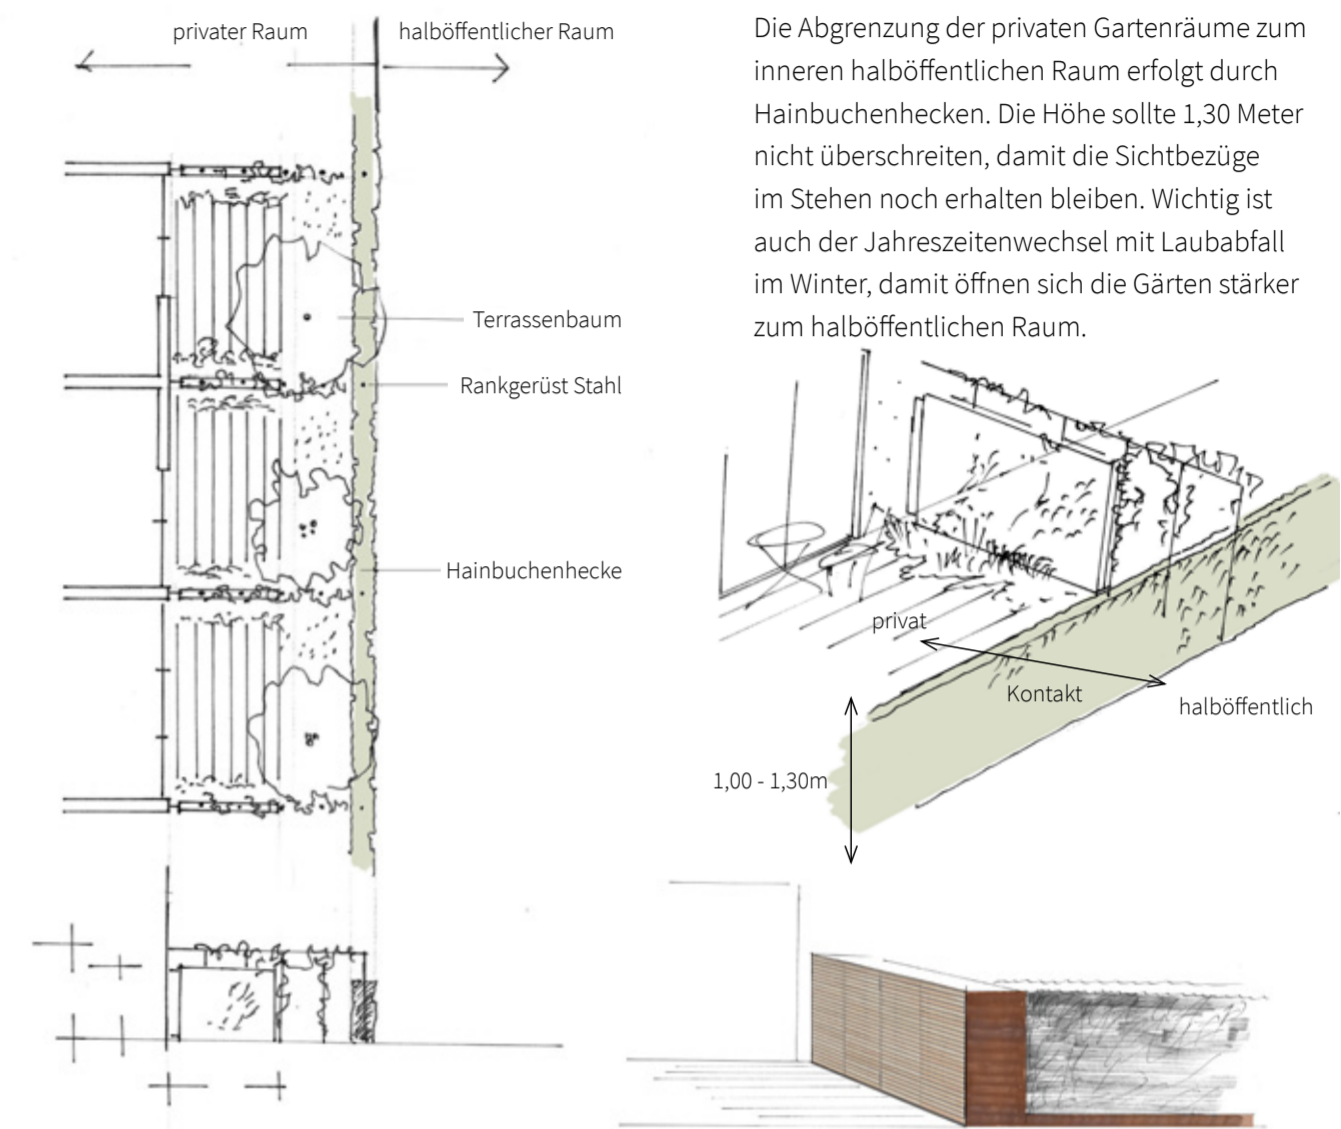 privater Raum
halböffentlicher Raum
Terrassenbaum
Rankgerüst Stahl
Hainbuchenhecke
Die Abgrenzung der privaten Gartenräume zum
inneren halböffentlichen Raum erfolgt durch
Hainbuchenhecken. Die Höhe sollte 1,30 Meter
nicht überschreiten, damit die Sichtbezüge
im Stehen noch erhalten bleiben. Wichtig ist
auch der Jahreszeitenwechsel mit Laubabfall
im Winter, damit öffnen sich die Gärten stärker
zum halböffentlichen Raum.
privat
Kontakt
halböffentlich
1,00 - 1,30m